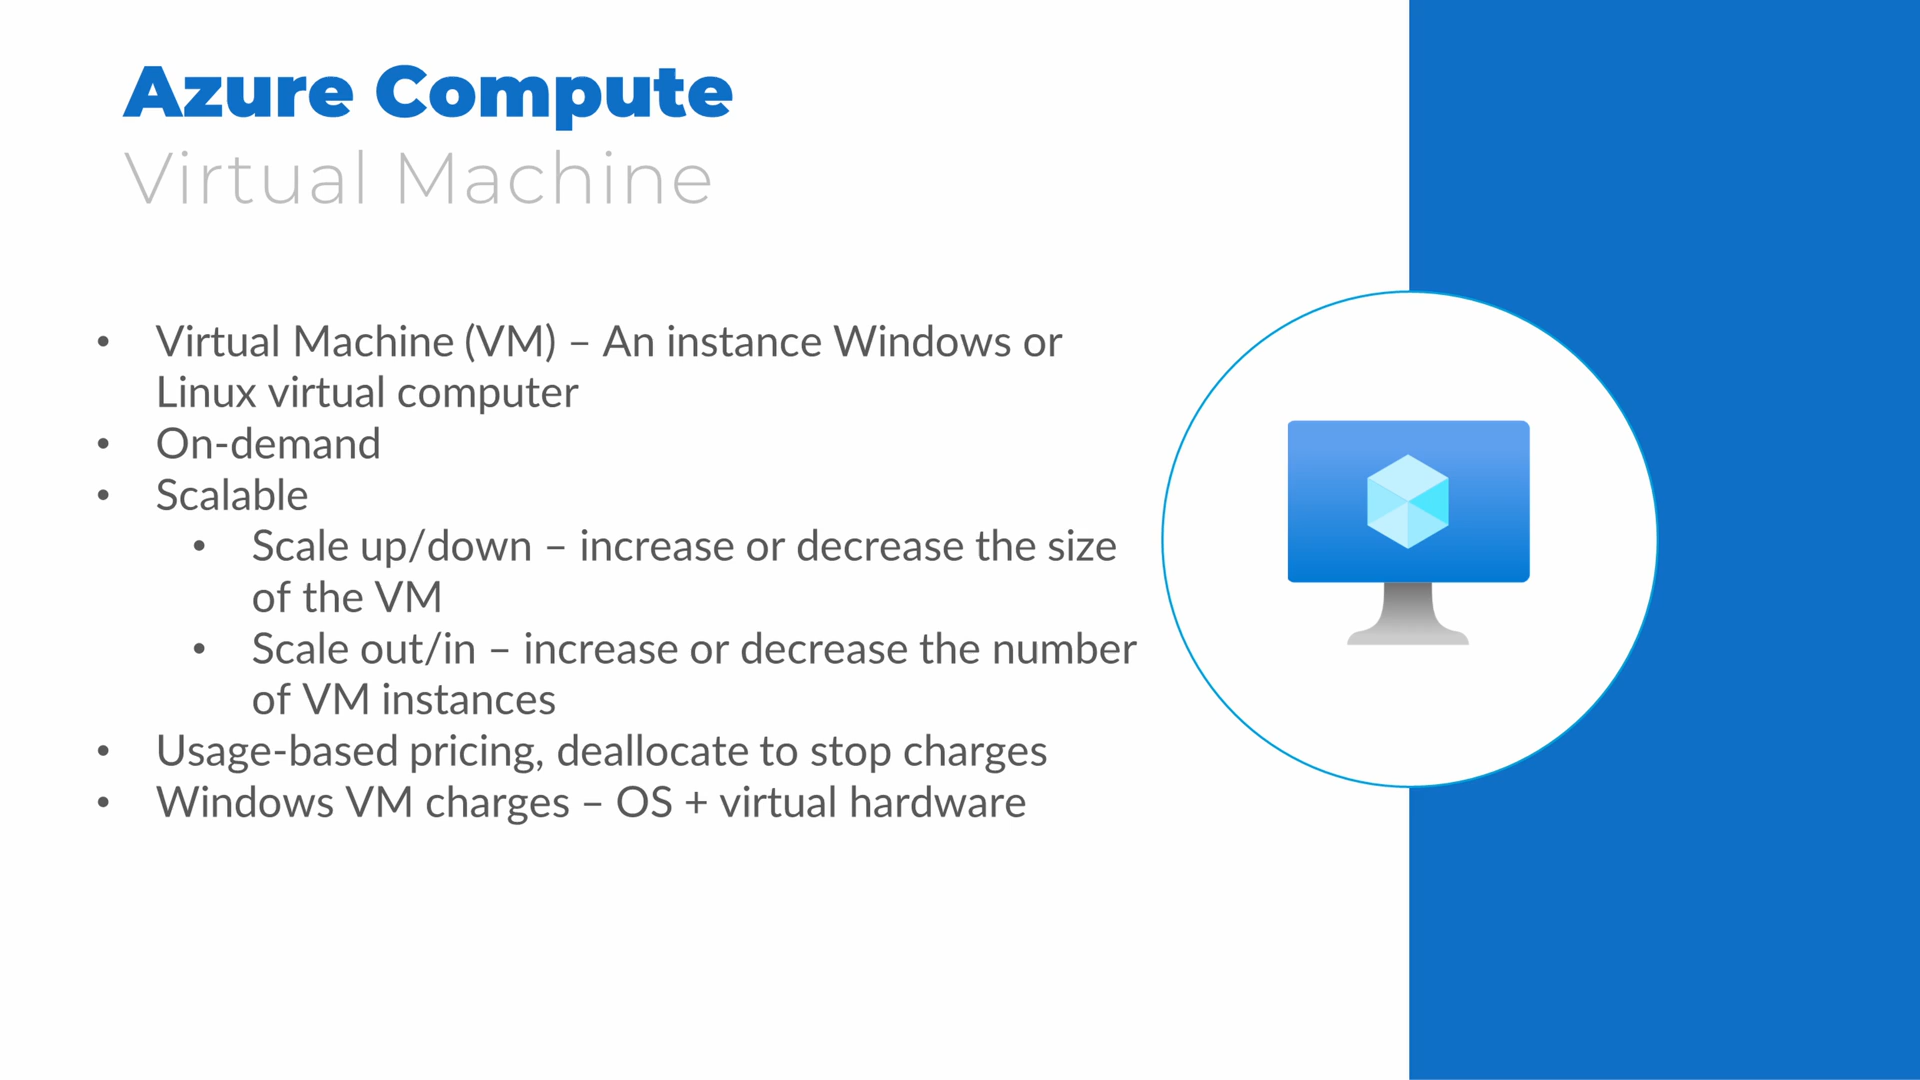 Azure Compute
Virtual Machine
• Virtual Machine (VM) – An instance Windows or
Linux virtual computer
• On-demand
• Scalable
• Scale up/down – increase or decrease the size
of the VM
• Scale out/in – increase or decrease the number
of VM instances
• Usage-based pricing, deallocate to stop charges
• Windows VM charges – OS + virtual hardware